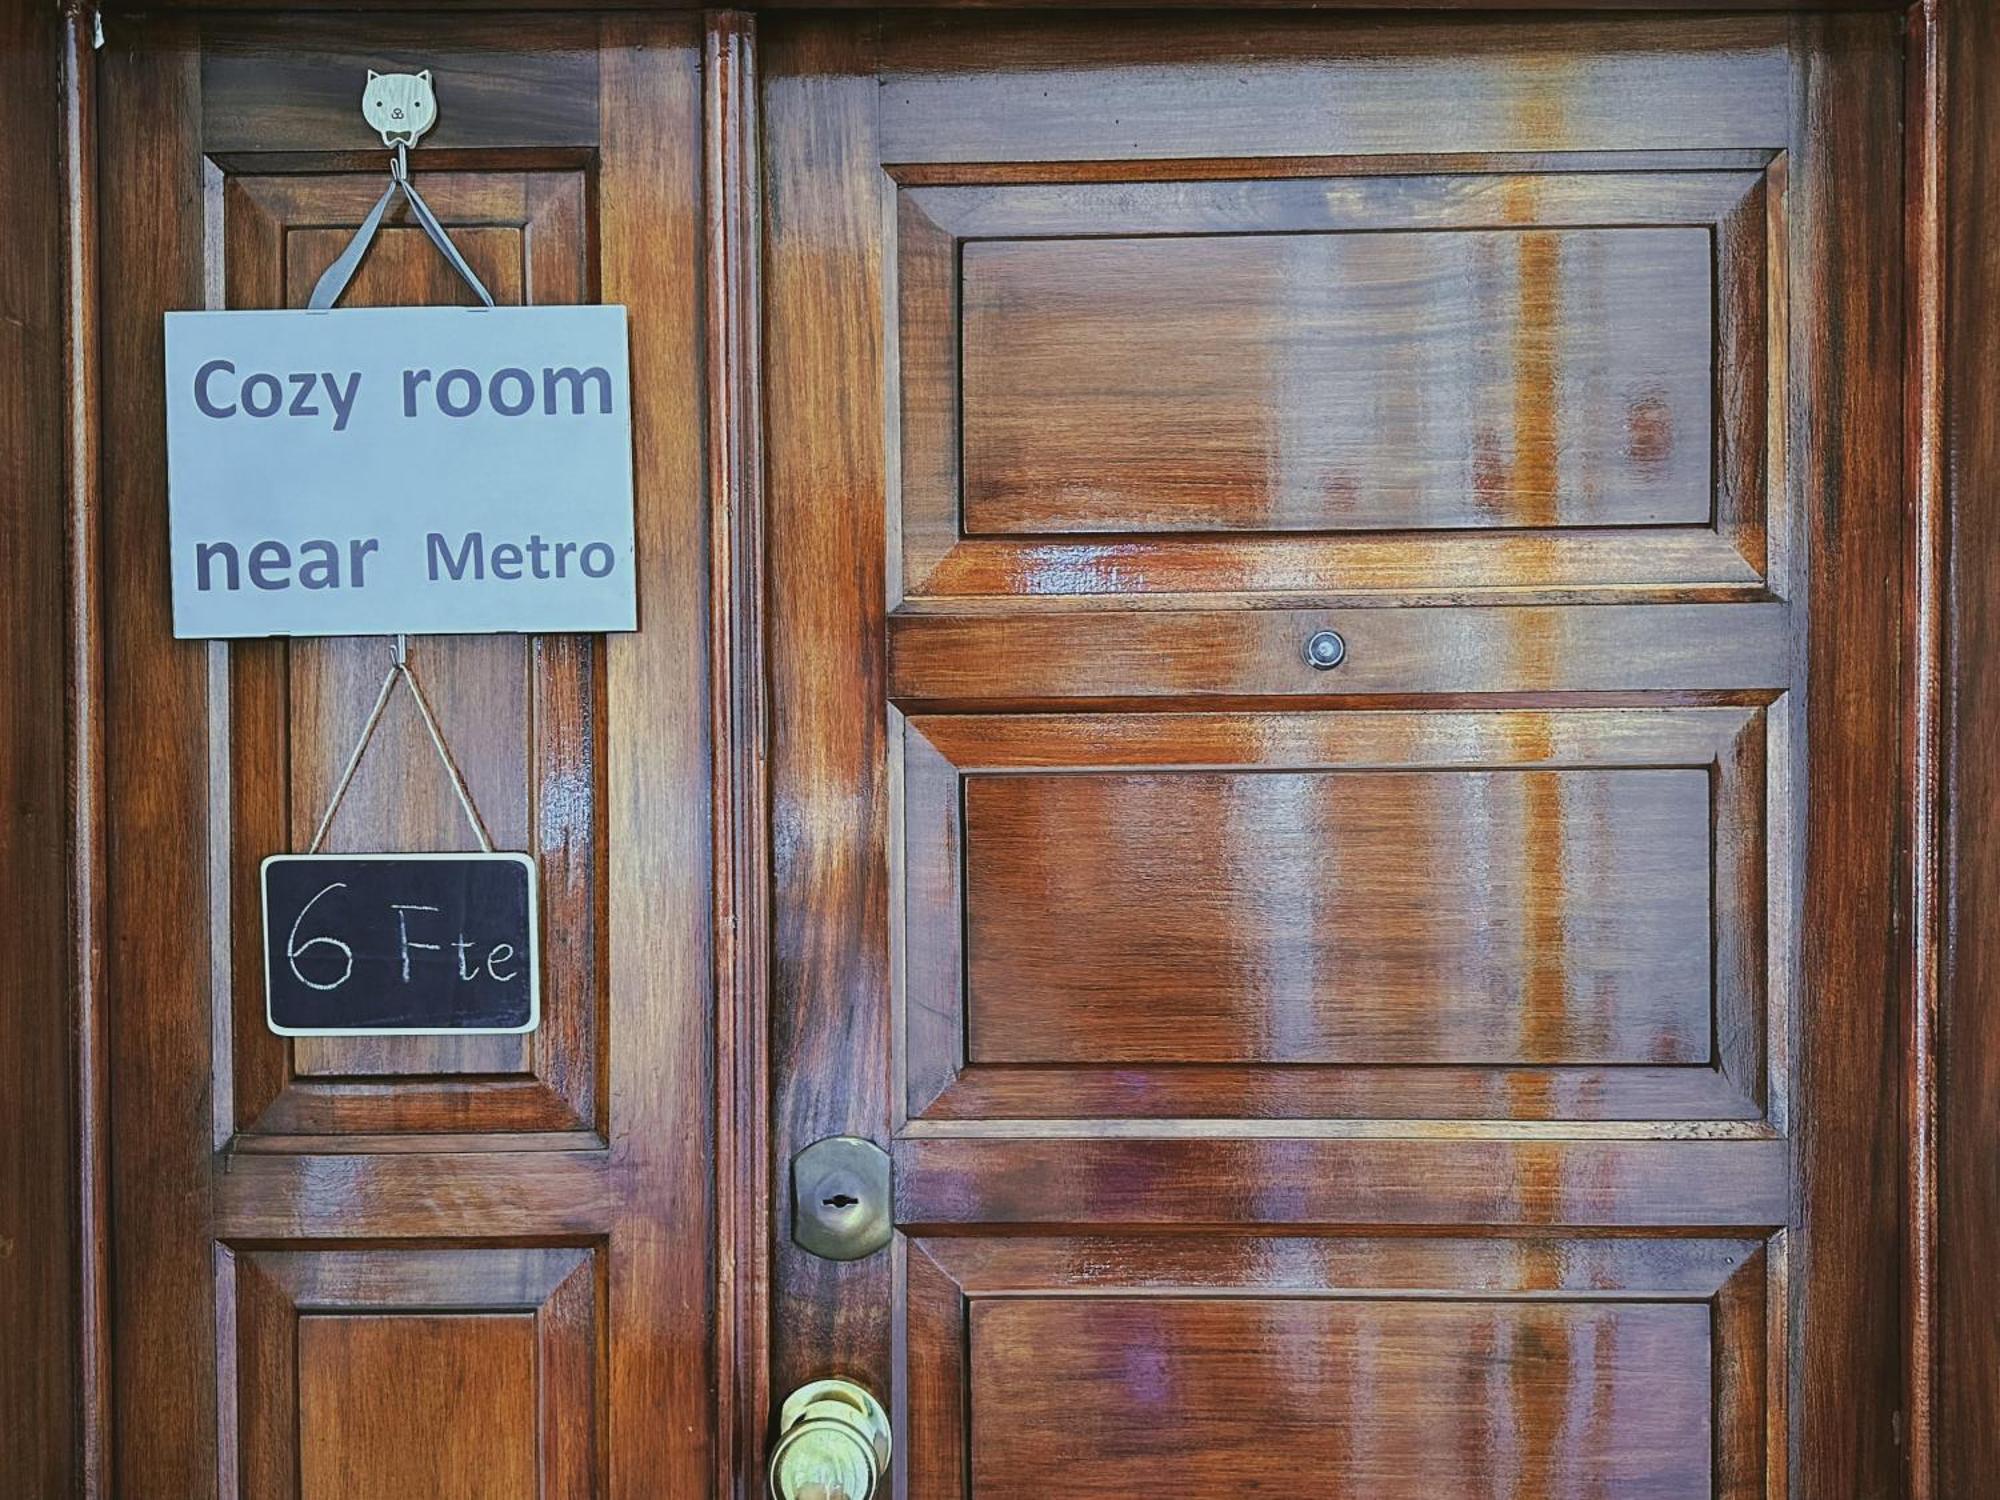 Cozy room
near Metro
6 Fte